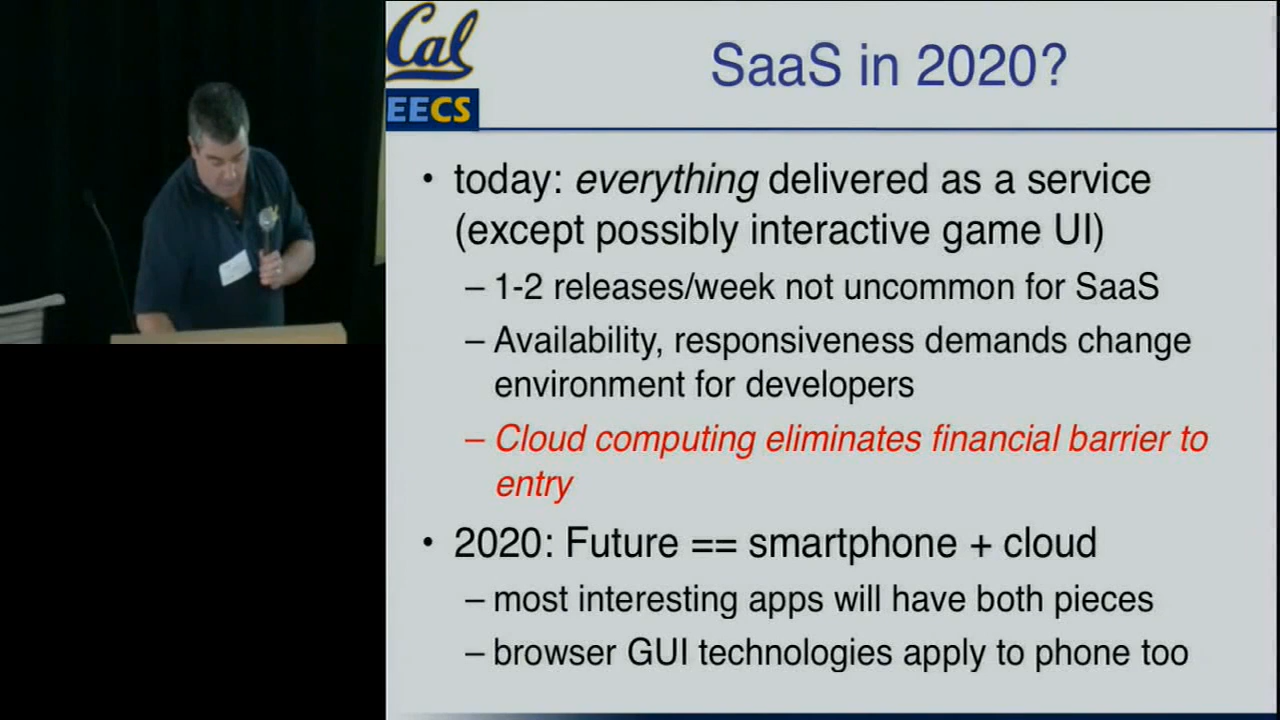 Cal
EECS
SaaS in 2020?
• today: everything delivered as a service
(except possibly interactive game UI)
– 1-2 releases/week not uncommon for SaaS
– Availability, responsiveness demands change
environment for developers
– Cloud computing eliminates financial barrier to
entry
• 2020: Future == smartphone + cloud
– most interesting apps will have both pieces
– browser GUI technologies apply to phone too